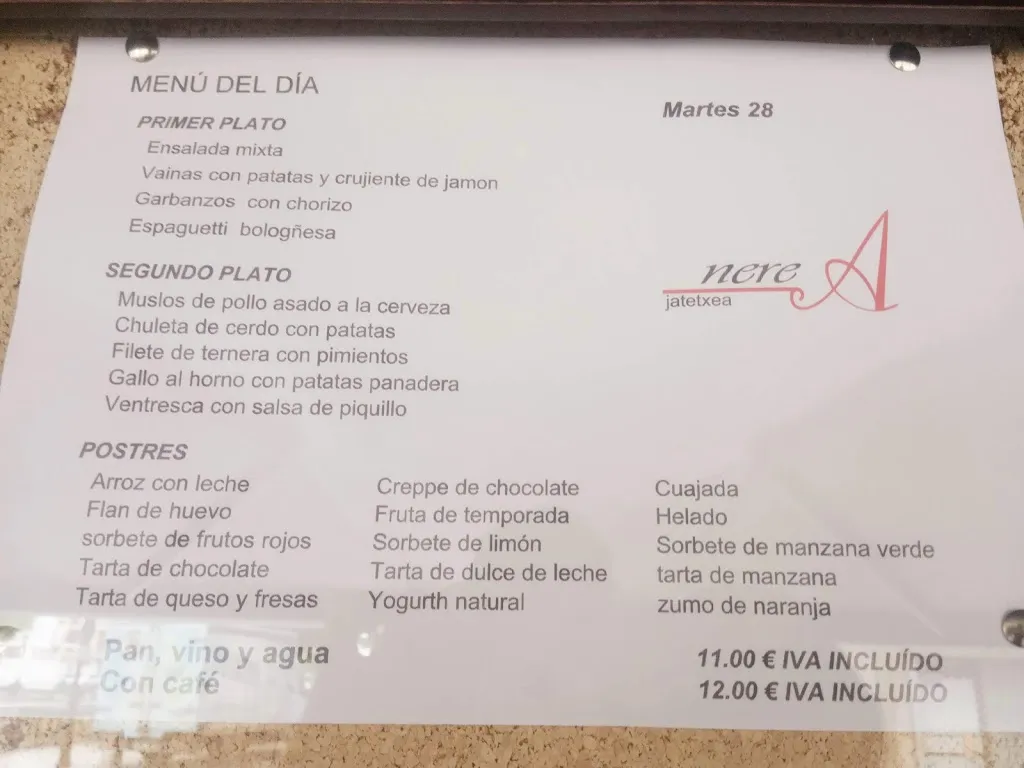 MENÚ DEL DÍA
Martes 28
PRIMER PLATO
Ensalada mixta
Vainas con patatas y crujiente de jamon
Garbanzos con chorizo
Espaguetti bologñesa
nere A
jatetxea
SEGUNDO PLATO
Muslos de pollo asado a la cerveza
Chuleta de cerdo con patatas
Filete de ternera con pimientos
Gallo al horno con patatas panadera
Ventresca con salsa de piquillo
POSTRES
Arroz con leche
Flan de huevo
sorbete de frutos rojos
Tarta de chocolate
Tarta de queso y fresas
Creppe de chocolate
Fruta de temporada
Sorbete de limón
Tarta de dulce de leche
Yogurth natural
Cuajada
Helado
Sorbete de manzana verde
tarta de manzana
zumo de naranja
Pan, vino y agua 11.00 € IVA INCLUÍDO
Con café 12.00 € IVA INCLUÍDO